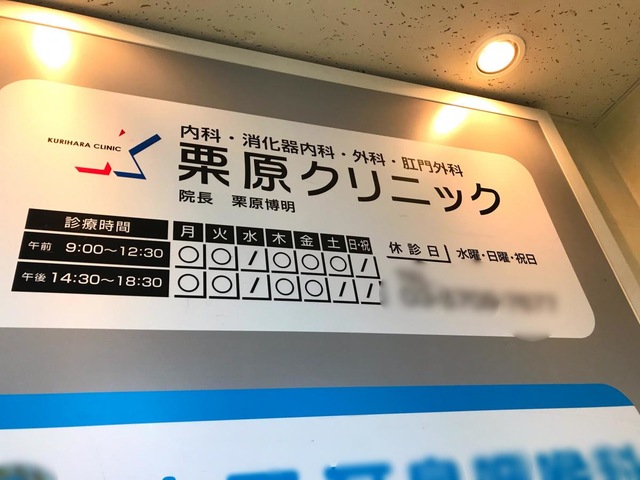 KURIHARA CLINIC
内科・消化器内科・外科・肛門外科
栗原クリニック
院長 栗原博明
診療時間 月 火 水 木 金 土 日・祝
午前 9:00〜12:30 ○ ○ / ○ ○ ○ /
午後 14:30〜18:30 ○ ○ / ○ ○ / /
休診日 水曜・日曜・祝日